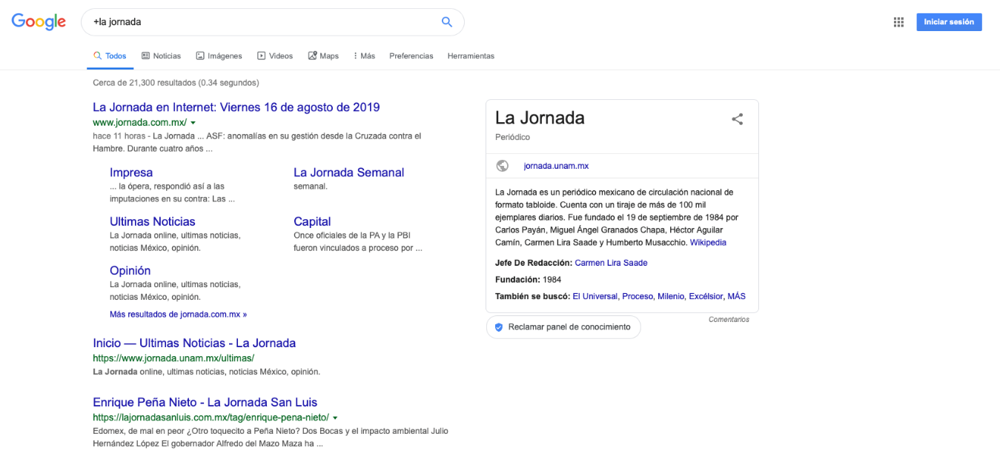 Google
+la jornada
Iniciar sesión
Todos
Noticias
Imágenes
Videos
Maps
Más
Preferencias
Herramientas
Cerca de 21,300 resultados (0.34 segundos)
La Jornada en Internet: Viernes 16 de agosto de 2019
www.jornada.com.mx/
hace 11 horas - La Jornada ... ASF: anomalías en su gestión desde la Cruzada contra el
Hambre. Durante cuatro años ...
Impresa
... la ópera, respondió así a las
imputaciones en su contra: Las ...
La Jornada Semanal
semanal.
Ultimas Noticias
La Jornada online, ultimas noticias,
noticias México, opinión.
Capital
Once oficiales de la PA y la PBI
fueron vinculados a proceso por ...
Opinión
La Jornada online, ultimas noticias,
noticias México, opinión.
Más resultados de jornada.com.mx »
Inicio — Ultimas Noticias - La Jornada
https://www.jornada.unam.mx/ultimas/
La Jornada online, ultimas noticias, noticias México, opinión.
Enrique Peña Nieto - La Jornada San Luis
https://lajornadasanluis.com.mx/tag/enrique-pena-nieto/
Edomex, de mal en peor ¿Otro toquecito a Peña Nieto? Dos Bocas y el impacto ambiental Julio
Hernández López El gobernador Alfredo del Mazo Maza ha ...
La Jornada
Periódico
jornada.unam.mx
La Jornada es un periódico mexicano de circulación nacional de
formato tabloide. Cuenta con un tiraje de más de 100 mil
ejemplares diarios. Fue fundado el 19 de septiembre de 1984 por
Carlos Payán, Miguel Ángel Granados Chapa, Héctor Aguilar
Camín, Carmen Lira Saade y Humberto Musacchio. Wikipedia
Jefe De Redacción: Carmen Lira Saade
Fundación: 1984
También se buscó: El Universal, Proceso, Milenio, Excélsior, MÁS
Comentarios
Reclamar panel de conocimiento